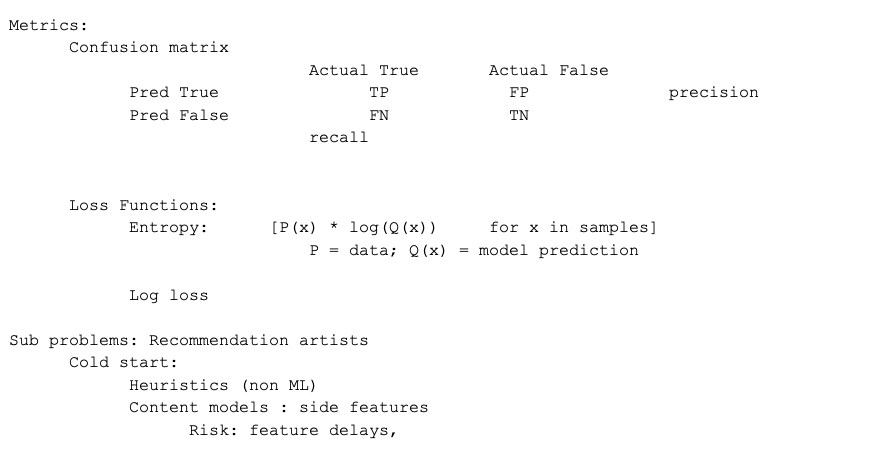 Metrics:
Confusion matrix
Actual True Actual False
Pred True TP FP precision
Pred False FN TN
recall
Loss Functions:
Entropy: [P(x) * log(Q(x)) for x in samples]
P = data; Q(x) = model prediction
Log loss
Sub problems: Recommendation artists
Cold start:
Heuristics (non ML)
Content models : side features
Risk: feature delays,